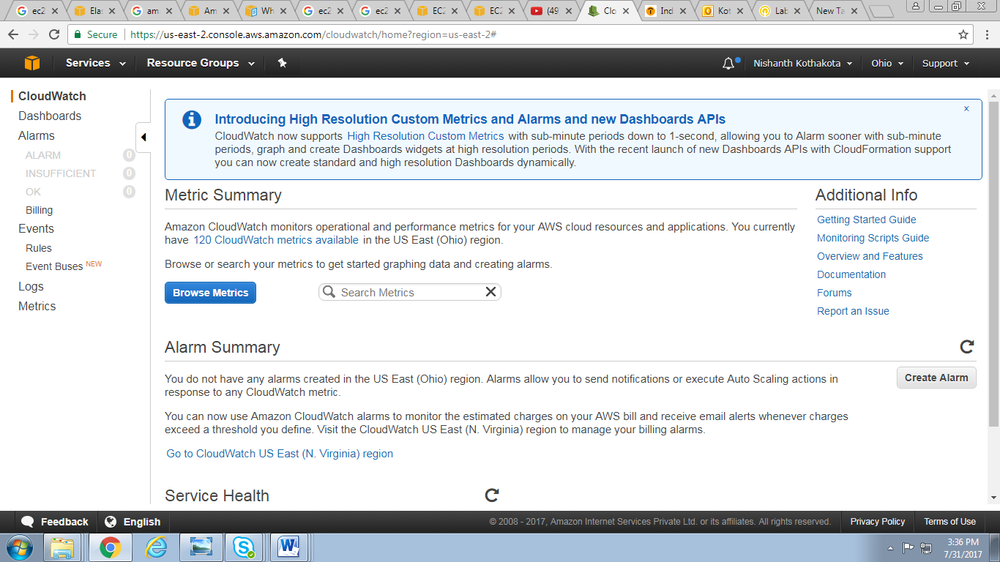 ec2
Elas
am
Am
Wh
ec2
ec2
EC2
EC2
(49
Clo
Ind
Kot
Lab
New Ta
Secure
https://us-east-2.console.aws.amazon.com/cloudwatch/home?region=us-east-2#
Services
Resource Groups
Nishanth Kothakota
Ohio
Support
CloudWatch
Dashboards
Alarms
ALARM 0
INSUFFICIENT 0
OK 0
Billing
Events
Rules
Event Buses NEW
Logs
Metrics
Introducing High Resolution Custom Metrics and Alarms and new Dashboards APIs
CloudWatch now supports High Resolution Custom Metrics with sub-minute periods down to 1-second, allowing you to Alarm sooner with sub-minute
periods, graph and create Dashboards widgets at high resolution periods. With the recent launch of new Dashboards APIs with CloudFormation support
you can now create standard and high resolution Dashboards dynamically.
Metric Summary
Amazon CloudWatch monitors operational and performance metrics for your AWS cloud resources and applications. You currently
have 120 CloudWatch metrics available in the US East (Ohio) region.
Browse or search your metrics to get started graphing data and creating alarms.
Browse Metrics
Search Metrics
Additional Info
Getting Started Guide
Monitoring Scripts Guide
Overview and Features
Documentation
Forums
Report an Issue
Alarm Summary
You do not have any alarms created in the US East (Ohio) region. Alarms allow you to send notifications or execute Auto Scaling actions in
response to any CloudWatch metric.
Create Alarm
You can now use Amazon CloudWatch alarms to monitor the estimated charges on your AWS bill and receive email alerts whenever charges
exceed a threshold you define. Visit the CloudWatch US East (N. Virginia) region to manage your billing alarms.
Go to CloudWatch US East (N. Virginia) region
Service Health
Feedback
English
© 2008 - 2017, Amazon Internet Services Private Ltd. or its affiliates. All rights reserved.
Privacy Policy
Terms of Use
3:36 PM
7/31/2017